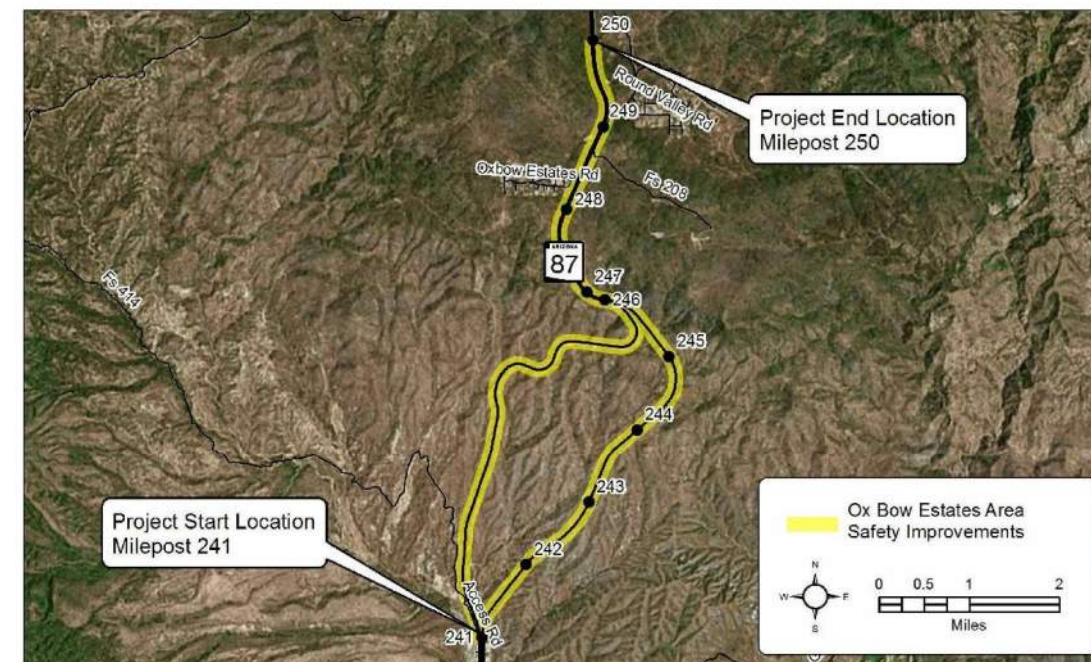 250
Round Valley Rd
249
Project End Location
Milepost 250
Oxbow Estates Rd
Fs 208
248
ARIZONA
87
247
246
Fs 414
245
244
243
Project Start Location
Milepost 241
242
Access Rd
241
Ox Bow Estates Area
Safety Improvements
N
W E
S
0 0.5 1 2
Miles